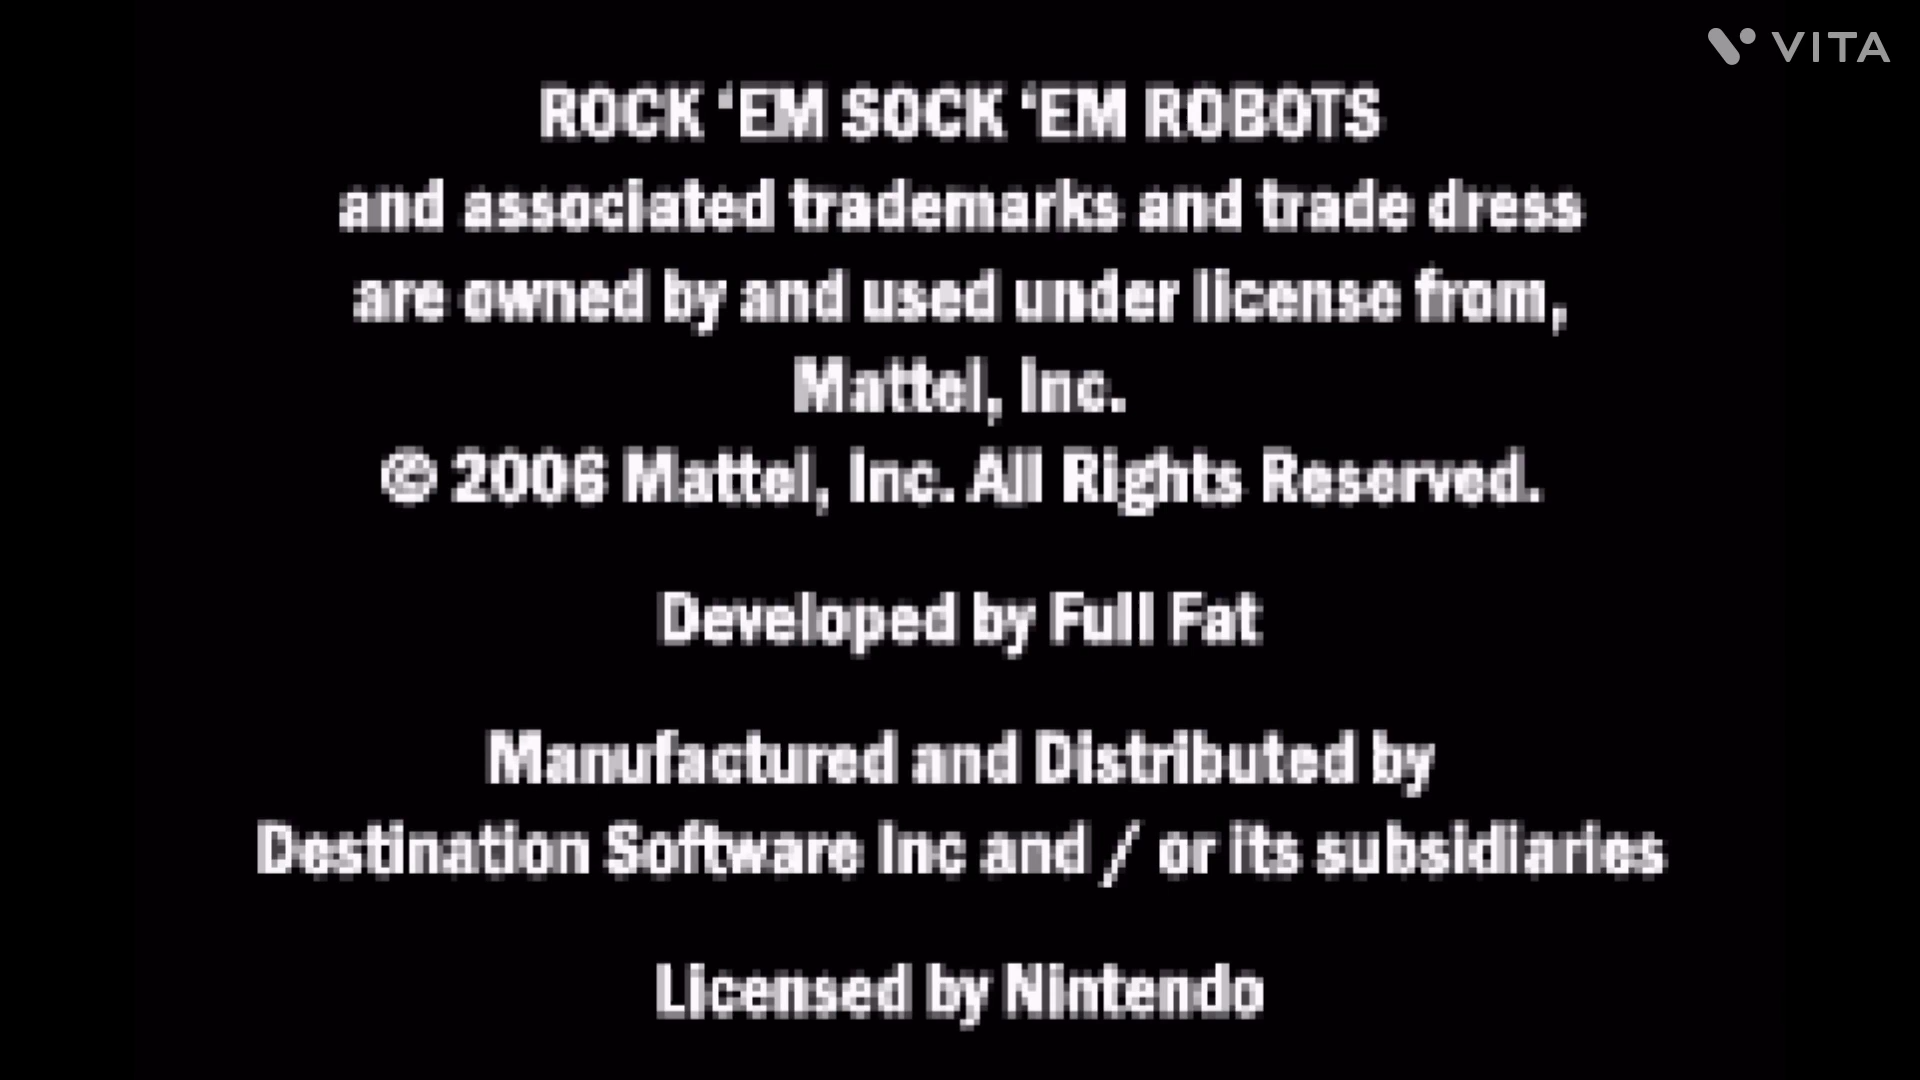 VITA
ROCK ‘EM SOCK ‘EM ROBOTS
and associated trademarks and trade dress
are owned by and used under license from,
Mattel, Inc.
© 2006 Mattel, Inc. All Rights Reserved.
Developed by Full Fat
Manufactured and Distributed by
Destination Software Inc and / or its subsidiaries
Licensed by Nintendo